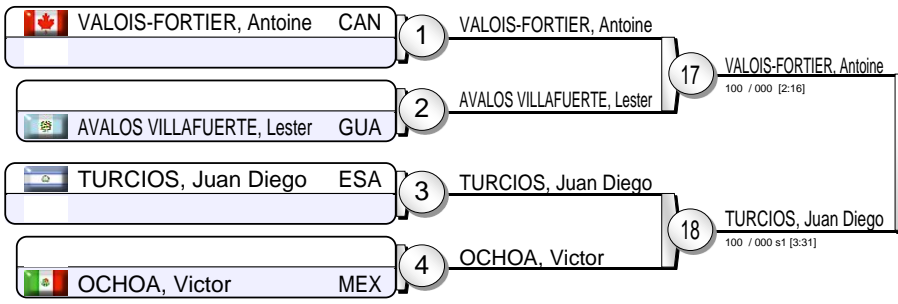 VALOIS-FORTIER, Antoine CAN
1
VALOIS-FORTIER, Antoine
17
VALOIS-FORTIER, Antoine
100 / 000 [2:16]
AVALOS VILLAFUERTE, Lester GUA
2
AVALOS VILLAFUERTE, Lester
TURCIOS, Juan Diego ESA
3
TURCIOS, Juan Diego
18
TURCIOS, Juan Diego
100 / 000 s1 [3:31]
OCHOA, Victor MEX
4
OCHOA, Victor